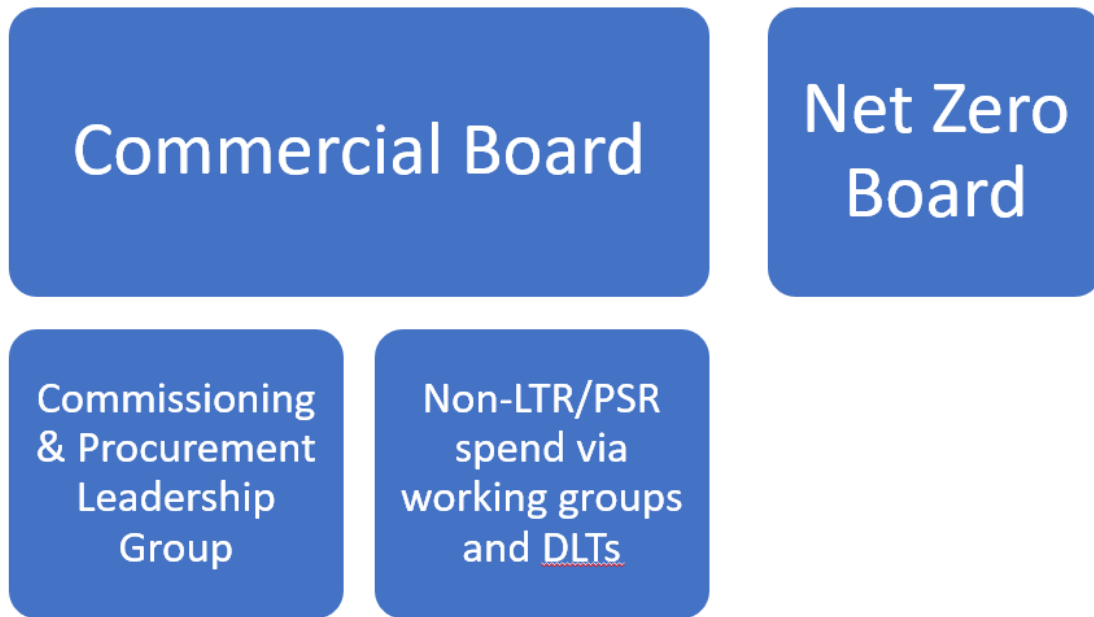 Commercial Board
Net Zero
Board
Commissioning
& Procurement
Leadership
Group
Non-LTR/PSR
spend via
working groups
and DLTs